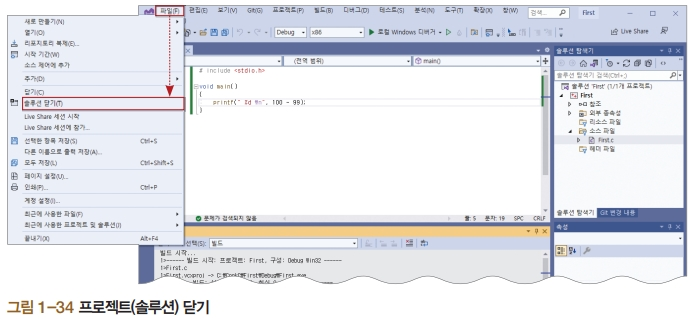 파일(F) 편집(E) 보기(V) Git(G) 프로젝트(P) 빌드(B) 디버그(D) 테스트(S) 분석(N) 도구(T) 확장(X) 창(W) 검색... First
새로 만들기(N)
열기(O)
리포지토리 복제(E)...
시작 기간(W)
소스 제어에 추가
추가(D)
닫기(C)
솔루션 닫기(T)
Live Share 세션 시작
Live Share 세션에 참가...
선택한 항목 저장(S) Ctrl+S
다른 이름으로 출력 저장(A)...
모두 저장(L) Ctrl+Shift+S
페이지 설정(U)...
인쇄(P)... Ctrl+P
계정 설정(I)...
최근에 사용한 파일(F)
최근에 사용한 프로젝트 및 솔루션(J)
끝내기(X) Alt+F4
Debug x86 로컬 Windows 디버거 Live Share
(전역 범위) main()
# include <stdio.h>
void main()
{
printf(" %d ₩n", 100 - 99);
}
문제가 검색되지 않음 줄: 5 문자: 19 SPC CRLF
선택(S): 빌드
빌드 시작...
1>------ 빌드 시작: 프로젝트: First, 구성: Debug Win32 ------
1>First.c
솔루션 탐색기
솔루션 탐색기 검색(Ctrl+;)
솔루션 'First' (1/1개 프로젝트)
First
참조
외부 종속성
리소스 파일
소스 파일
First.c
헤더 파일
솔루션 탐색기 Git 변경 내용
속성
그림 1-34 프로젝트(솔루션) 닫기